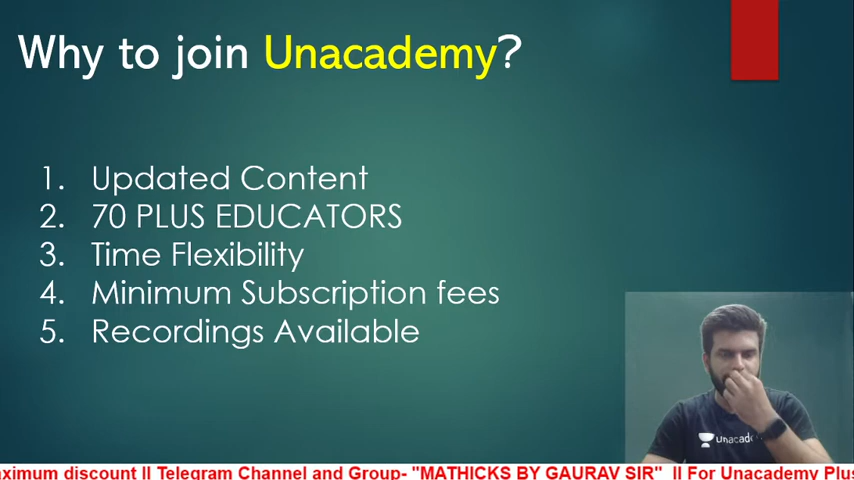 Why to join Unacademy?
1. Updated Content
2. 70 PLUS EDUCATORS
3. Time Flexibility
4. Minimum Subscription fees
5. Recordings Available
unacad
aximum discount II Telegram Channel and Group- "MATHICKS BY GAURAV SIR" II For Unacademy Plus